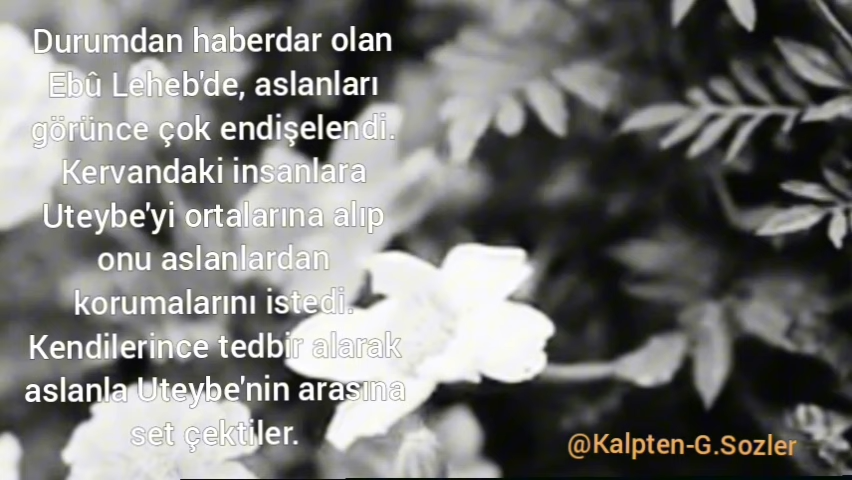 Durumdan haberdar olan
Ebû Leheb'de, aslanları
görünce çok endişelendi.
Kervandaki insanlara
Uteybe'yi ortalarına alıp
onu aslanlardan
korumalarını istedi.
Kendilerince tedbir alarak
aslanla Uteybe'nin arasına
set çektiler.
@Kalpten-G.Sozler